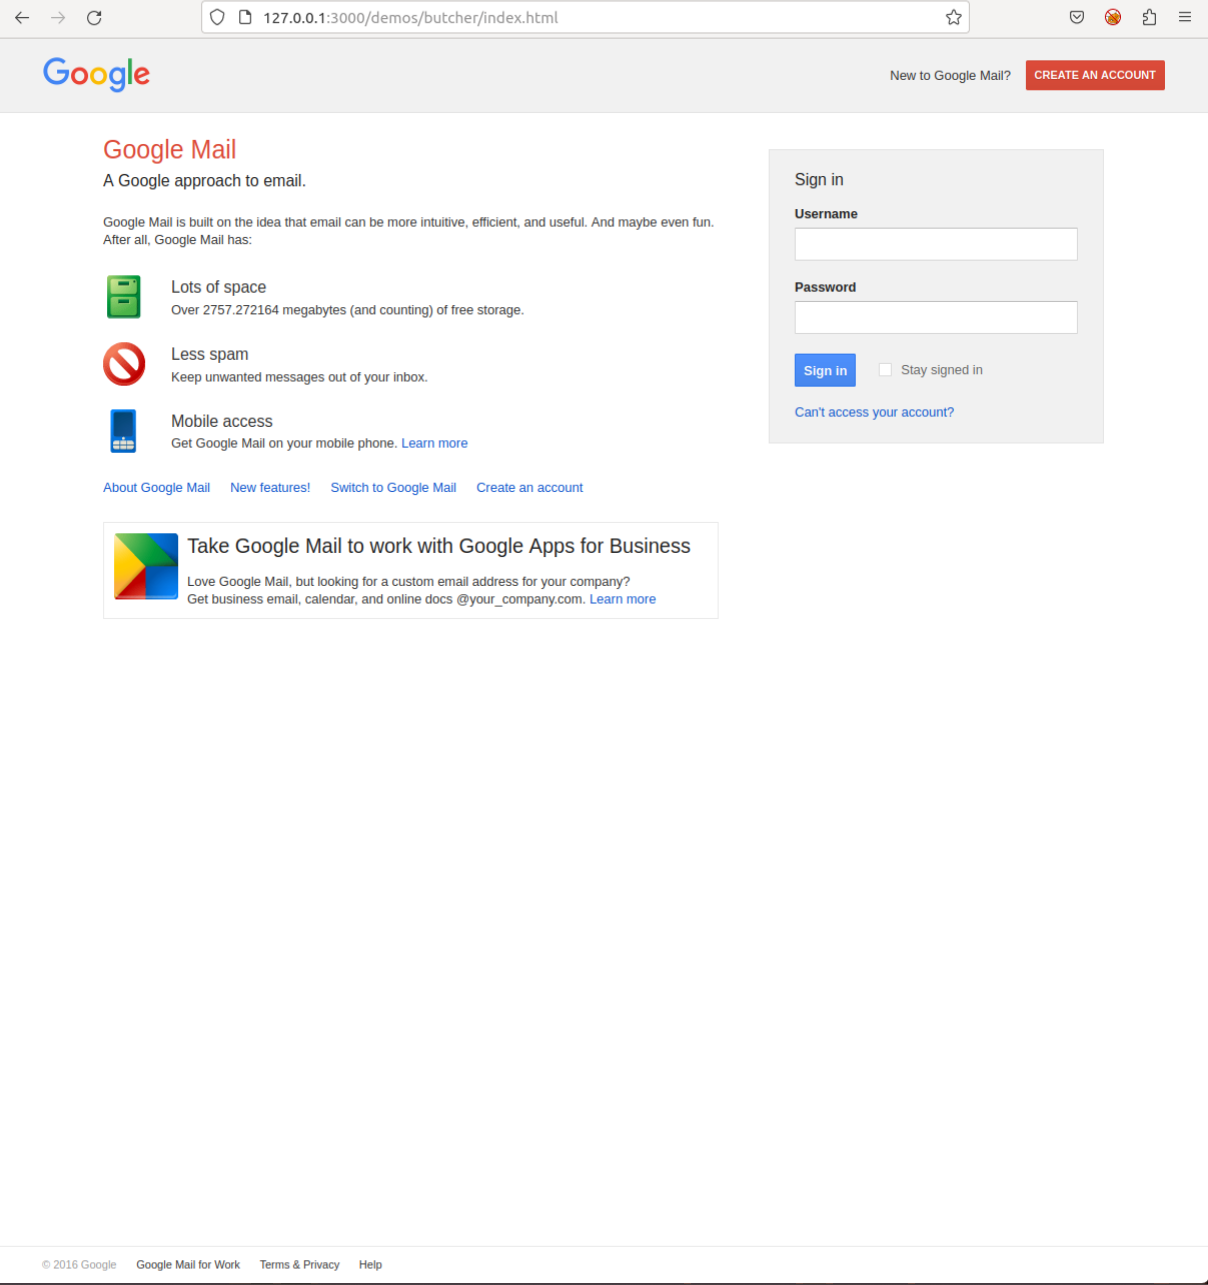 127.0.0.1:3000/demos/butcher/index.html
Google
New to Google Mail? CREATE AN ACCOUNT
Google Mail
A Google approach to email.
Google Mail is built on the idea that email can be more intuitive, efficient, and useful. And maybe even fun.
After all, Google Mail has:
Lots of space
Over 2757.272164 megabytes (and counting) of free storage.
Less spam
Keep unwanted messages out of your inbox.
Mobile access
Get Google Mail on your mobile phone. Learn more
About Google Mail New features! Switch to Google Mail Create an account
Take Google Mail to work with Google Apps for Business
Love Google Mail, but looking for a custom email address for your company?
Get business email, calendar, and online docs @your_company.com. Learn more
Sign in
Username
Password
Sign in Stay signed in
Can't access your account?
© 2016 Google Google Mail for Work Terms & Privacy Help